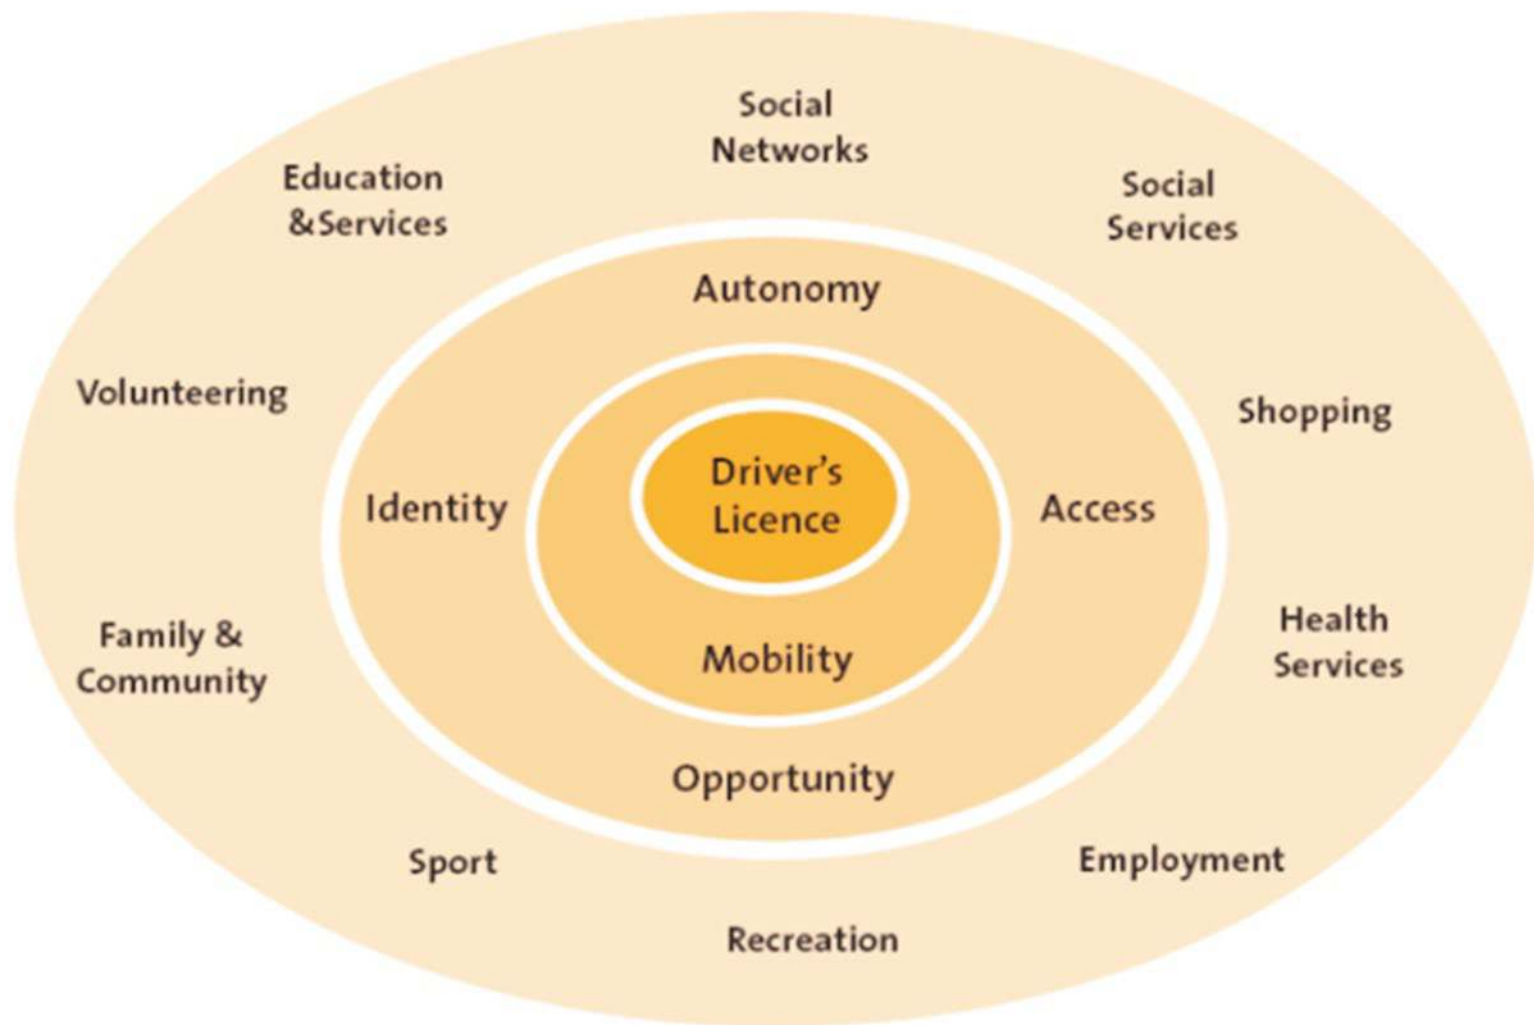 Social
Networks
Education
&Services
Social
Services
Autonomy
Volunteering
Shopping
Driver’s
Licence
Identity
Access
Family &
Community
Health
Services
Mobility
Opportunity
Sport
Employment
Recreation